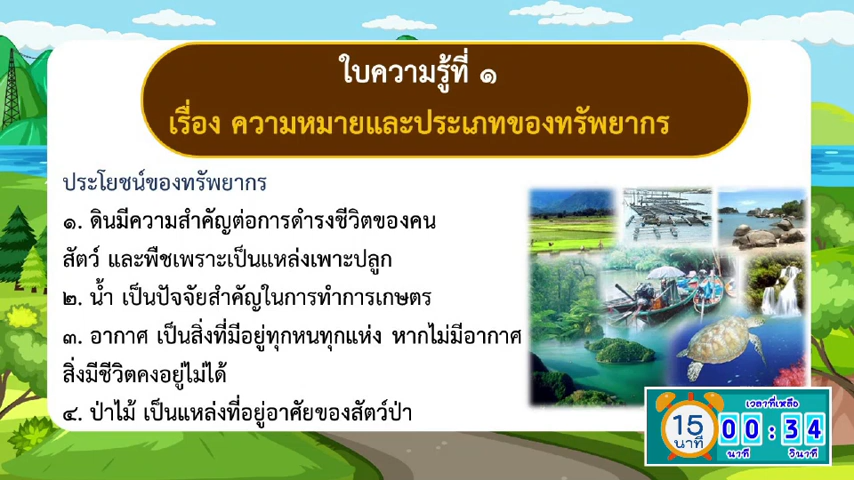 ใบความรู้ที่ ๑
เรื่อง ความหมายและประเภทของทรัพยากร
ประโยชน์ของทรัพยากร
๑. ดินมีความสำคัญต่อการดำรงชีวิตของคน
สัตว์ และพืชเพราะเป็นแหล่งเพาะปลูก
๒. น้ำ เป็นปัจจัยสำคัญในการทำการเกษตร
๓. อากาศ เป็นสิ่งที่มีอยู่ทุกหนทุกแห่ง หากไม่มีอากาศ
สิ่งมีชีวิตคงอยู่ไม่ได้
๔. ป่าไม้ เป็นแหล่งที่อยู่อาศัยของสัตว์ป่า
เวลาที่เหลือ
15 นาที
00:34
นาที วินาที